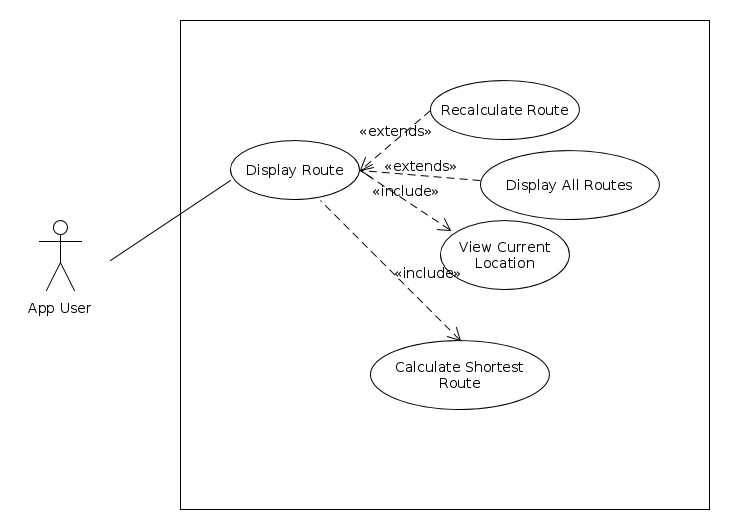 Recalculate Route
«extends»
Display Route
«extends»
Display All Routes
«include»
View Current
Location
«include»
App User
Calculate Shortest
Route